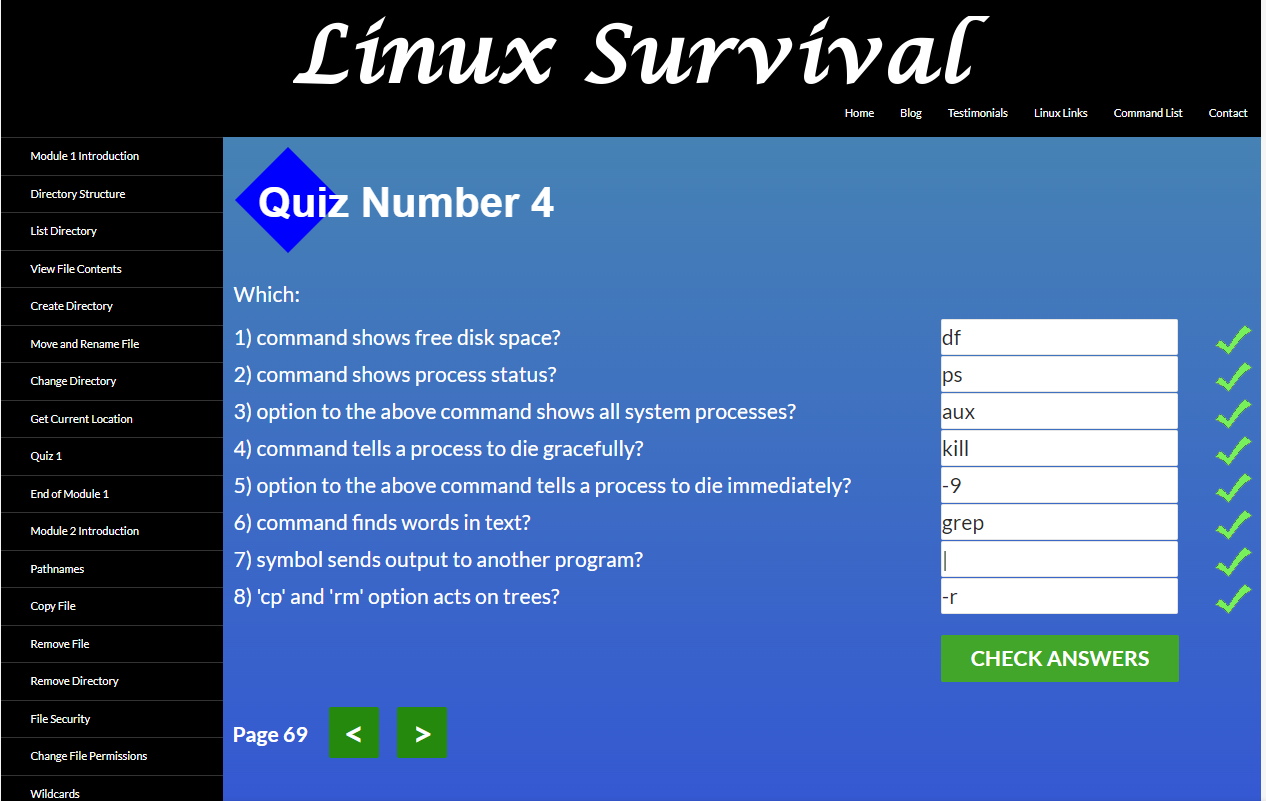 Linux Survival
Home Blog Testimonials Linux Links Command List Contact
Module 1 Introduction
Directory Structure
List Directory
View File Contents
Create Directory
Move and Rename File
Change Directory
Get Current Location
Quiz 1
End of Module 1
Module 2 Introduction
Pathnames
Copy File
Remove File
Remove Directory
File Security
Change File Permissions
Wildcards
Quiz Number 4
Which:
1) command shows free disk space? df
2) command shows process status? ps
3) option to the above command shows all system processes? aux
4) command tells a process to die gracefully? kill
5) option to the above command tells a process to die immediately? -9
6) command finds words in text? grep
7) symbol sends output to another program? |
8) 'cp' and 'rm' option acts on trees? -r
CHECK ANSWERS
Page 69 < >